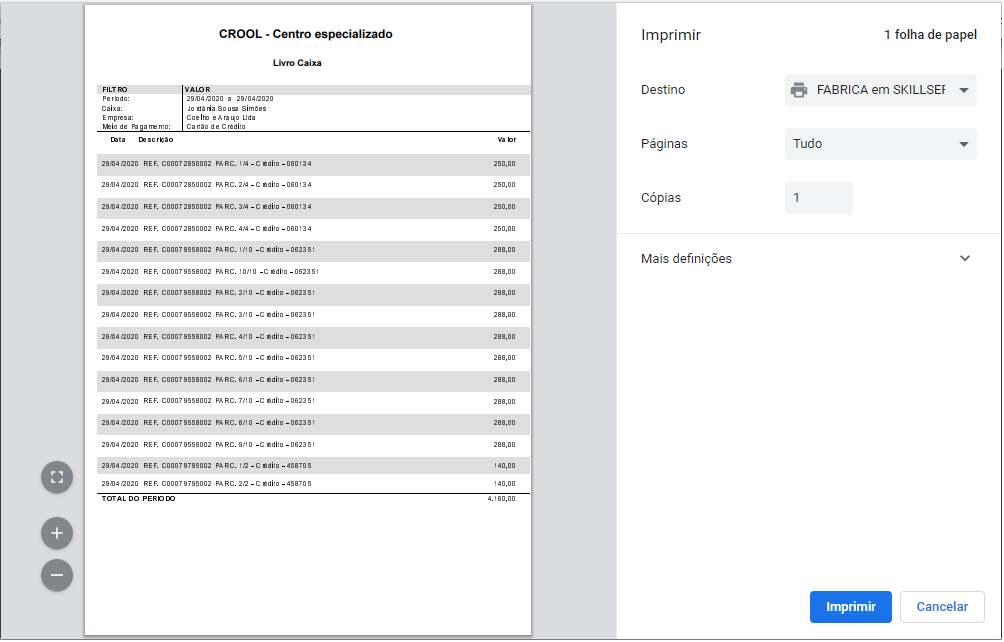 CROOL - Centro especializado
Livro Caixa
FILTRO VALOR
Período: 29/04/2020 a 29/04/2020
Caixa: Jordânia Sousa Simões
Empresa: Coelho e Araujo Ltda
Meio de Pagamento: Cartão de Crédito
Data Descrição Valor
29/04/2020 REF. C00072850002 PARC. 1/4 - Crédito - 060134 250,00
29/04/2020 REF. C00072850002 PARC. 2/4 - Crédito - 060134 250,00
29/04/2020 REF. C00072850002 PARC. 3/4 - Crédito - 060134 250,00
29/04/2020 REF. C00072850002 PARC. 4/4 - Crédito - 060134 250,00
29/04/2020 REF. C00079558002 PARC. 1/10 - Crédito - 062351 288,00
29/04/2020 REF. C00079558002 PARC. 10/10 - Crédito - 062351 288,00
29/04/2020 REF. C00079558002 PARC. 2/10 - Crédito - 062351 288,00
29/04/2020 REF. C00079558002 PARC. 3/10 - Crédito - 062351 288,00
29/04/2020 REF. C00079558002 PARC. 4/10 - Crédito - 062351 288,00
29/04/2020 REF. C00079558002 PARC. 5/10 - Crédito - 062351 288,00
29/04/2020 REF. C00079558002 PARC. 6/10 - Crédito - 062351 288,00
29/04/2020 REF. C00079558002 PARC. 7/10 - Crédito - 062351 288,00
29/04/2020 REF. C00079558002 PARC. 8/10 - Crédito - 062351 288,00
29/04/2020 REF. C00079558002 PARC. 9/10 - Crédito - 062351 288,00
29/04/2020 REF. C00079795002 PARC. 1/2 - Crédito - 458705 140,00
29/04/2020 REF. C00079795002 PARC. 2/2 - Crédito - 458705 140,00
TOTAL DO PERIODO 4.160,00
Imprimir 1 folha de papel
Destino FABRICA em SKILLSEF
Páginas Tudo
Cópias 1
Mais definições
Imprimir Cancelar